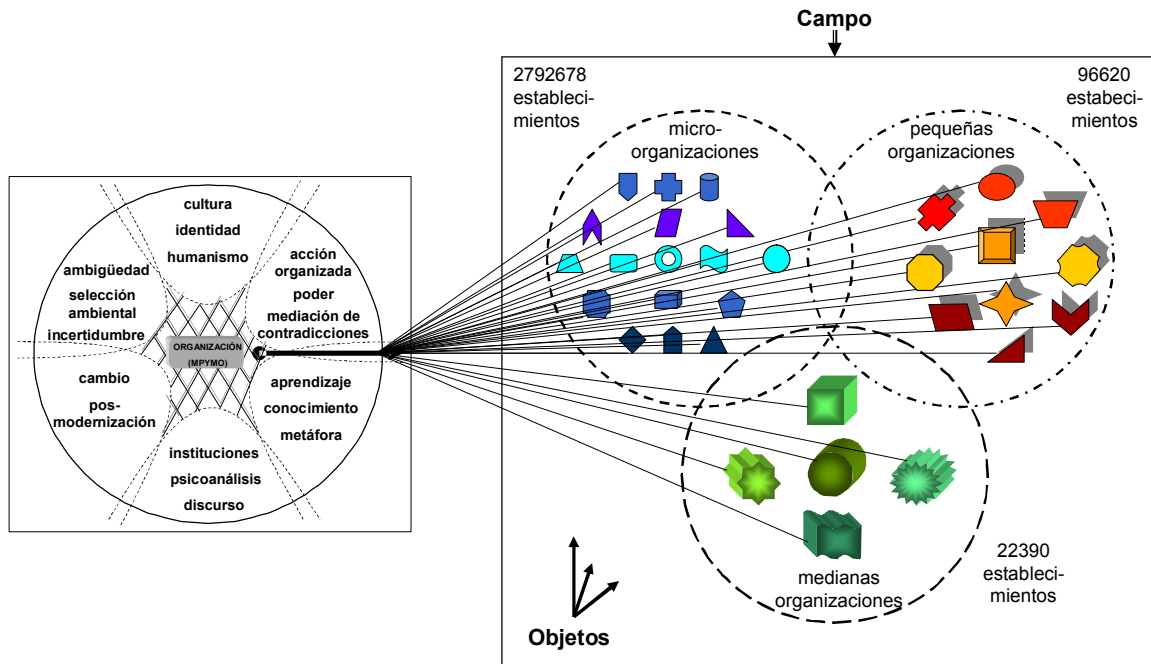 Campo
2792678
estableci-
mientos
96620
estabeci-
mientos
micro-
organizaciones
pequeñas
organizaciones
cultura
identidad
humanismo
ambigüedad
selección
ambiental
incertidumbre
acción
organizada
poder
mediación de
contradicciones
ORGANIZACIÓN
(MPYMO)
cambio
pos-
modernización
aprendizaje
conocimiento
metáfora
instituciones
psicoanálisis
discurso
medianas
organizaciones
22390
estableci-
mientos
Objetos